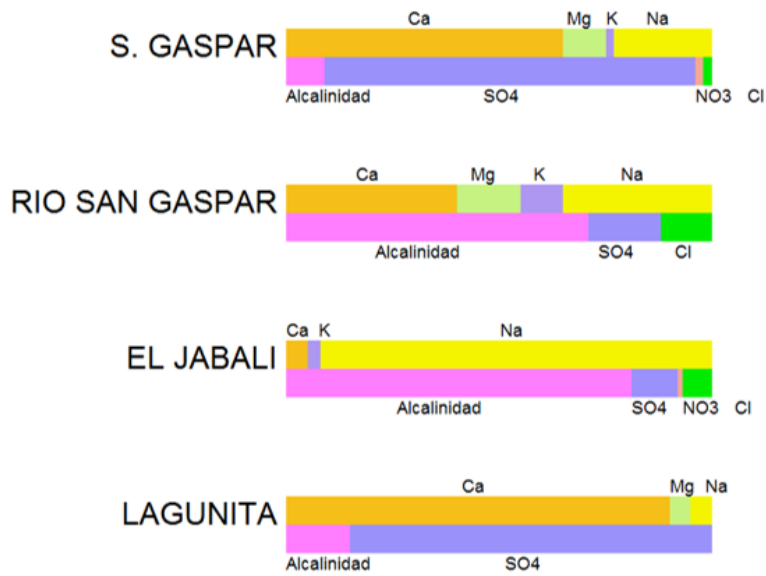 Ca Mg K Na
S. GASPAR
Alcalinidad SO4 NO3 Cl
Ca Mg K Na
RIO SAN GASPAR
Alcalinidad SO4 Cl
Ca K Na
EL JABALI
Alcalinidad SO4 NO3 Cl
Ca Mg Na
LAGUNITA
Alcalinidad SO4